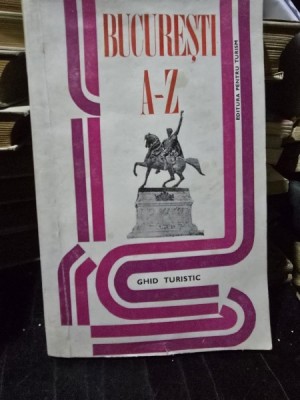 BUCUREȘTI
A-Z
EDITURA PENTRU TURISM
GHID TURISTIC